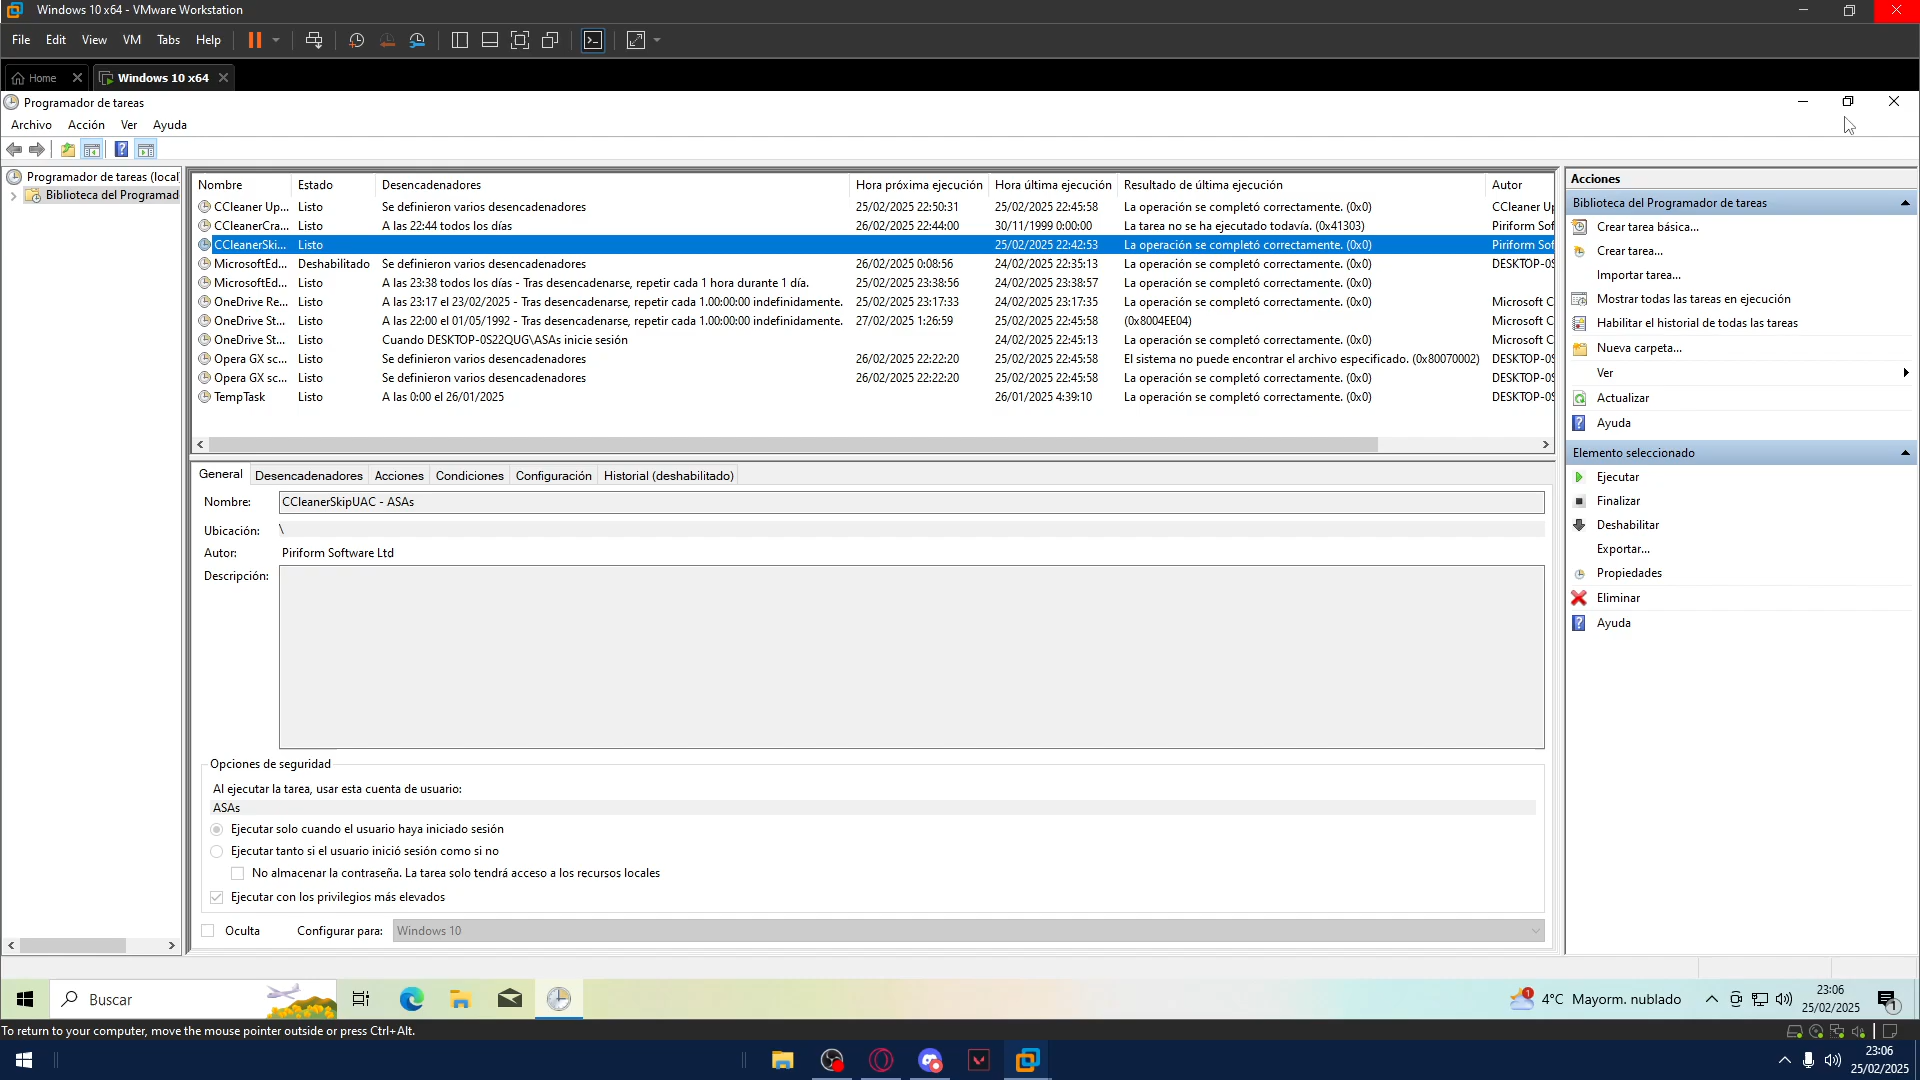 Windows 10 x64 - VMware Workstation
File Edit View VM Tabs Help
Home Windows 10 x64
Programador de tareas
Archivo Acción Ver Ayuda
Programador de tareas (local
Biblioteca del Programad
Nombre Estado Desencadenadores Hora próxima ejecución Hora última ejecución Resultado de última ejecución Autor
CCleaner Up... Listo Se definieron varios desencadenadores 25/02/2025 22:50:31 25/02/2025 22:45:58 La operación se completó correctamente. (0x0) CCleaner Up
CCleanerCra... Listo A las 22:44 todos los días 26/02/2025 22:44:00 30/11/1999 0:00:00 La tarea no se ha ejecutado todavía. (0x41303) Piriform Sof
CCleanerSki... Listo 25/02/2025 22:42:53 La operación se completó correctamente. (0x0) Piriform Sof
MicrosoftEd... Deshabilitado Se definieron varios desencadenadores 26/02/2025 0:08:56 24/02/2025 22:35:13 La operación se completó correctamente. (0x0) DESKTOP-0S
MicrosoftEd... Listo A las 23:38 todos los días - Tras desencadenarse, repetir cada 1 hora durante 1 día. 25/02/2025 23:38:56 24/02/2025 23:38:57 La operación se completó correctamente. (0x0)
OneDrive Re... Listo A las 23:17 el 23/02/2025 - Tras desencadenarse, repetir cada 1.00:00:00 indefinidamente. 25/02/2025 23:17:33 24/02/2025 23:17:35 La operación se completó correctamente. (0x0) Microsoft C
OneDrive St... Listo A las 22:00 el 01/05/1992 - Tras desencadenarse, repetir cada 1.00:00:00 indefinidamente. 27/02/2025 1:26:59 25/02/2025 22:45:58 (0x8004EE04) Microsoft C
OneDrive St... Listo Cuando DESKTOP-0S22QUG\ASAs inicie sesión 24/02/2025 22:45:13 La operación se completó correctamente. (0x0) Microsoft C
Opera GX sc... Listo Se definieron varios desencadenadores 26/02/2025 22:22:20 25/02/2025 22:45:58 El sistema no puede encontrar el archivo especificado. (0x80070002) DESKTOP-0S
Opera GX sc... Listo Se definieron varios desencadenadores 26/02/2025 22:22:20 25/02/2025 22:45:58 La operación se completó correctamente. (0x0) DESKTOP-0S
TempTask Listo A las 0:00 el 26/01/2025 26/01/2025 4:39:10 La operación se completó correctamente. (0x0) DESKTOP-0S
General Desencadenadores Acciones Condiciones Configuración Historial (deshabilitado)
Nombre: CCleanerSkipUAC - ASAs
Ubicación: \
Autor: Piriform Software Ltd
Descripción:
Opciones de seguridad
Al ejecutar la tarea, usar esta cuenta de usuario:
ASAs
Ejecutar solo cuando el usuario haya iniciado sesión
Ejecutar tanto si el usuario inició sesión como si no
No almacenar la contraseña. La tarea solo tendrá acceso a los recursos locales
Ejecutar con los privilegios más elevados
Oculta Configurar para: Windows 10
Acciones
Biblioteca del Programador de tareas
Crear tarea básica...
Crear tarea...
Importar tarea...
Mostrar todas las tareas en ejecución
Habilitar el historial de todas las tareas
Nueva carpeta...
Ver
Actualizar
Ayuda
Elemento seleccionado
Ejecutar
Finalizar
Deshabilitar
Exportar...
Propiedades
Eliminar
Ayuda
Buscar
1 4°C Mayorm. nublado
23:06
25/02/2025
1
To return to your computer, move the mouse pointer outside or press Ctrl+Alt.
23:06
25/02/2025